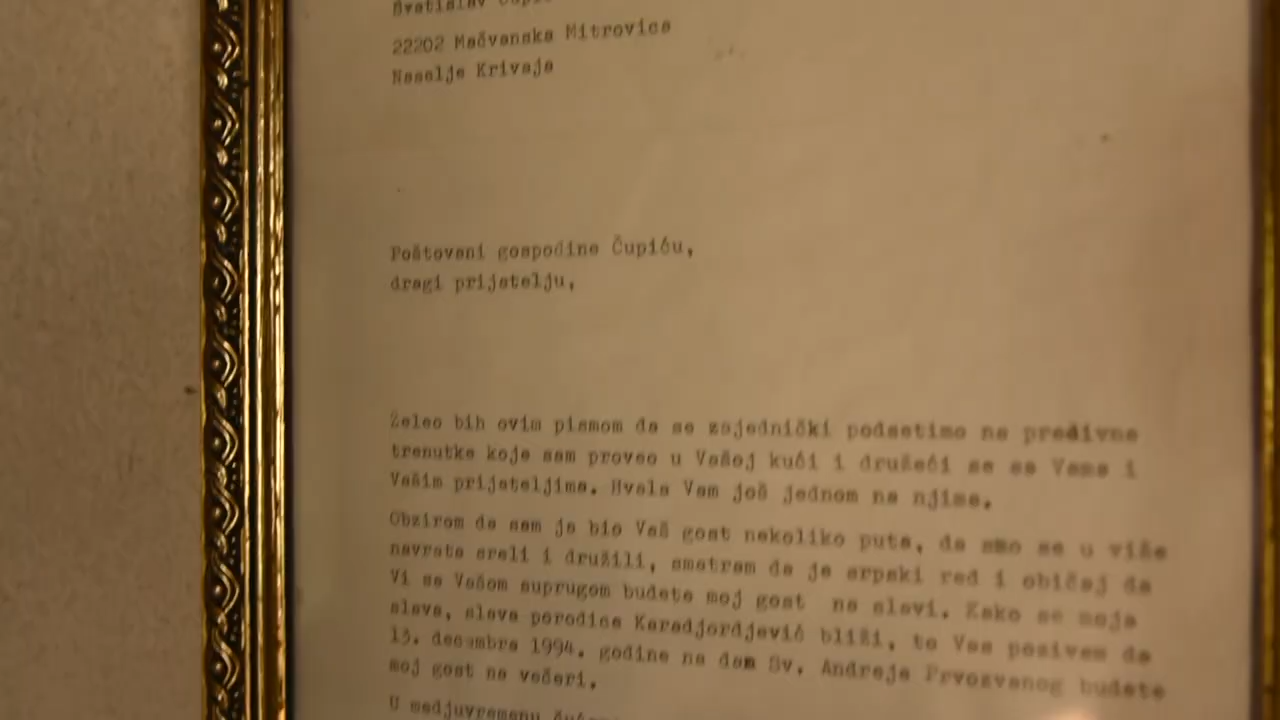 Svetislav Čupić
22202 Mačvanska Mitrovica
Naselje Krivaja
Poštovani gospodine Čupiću,
dragi prijatelju,
Želeo bih ovim pismom da se zajednički podsetimo na predivne
trenutke koje sam proveo u Vašoj kući i družeći se sa Vama i
Vašim prijateljima. Hvala Vam još jednom na njima.
Obzirom da sam ja bio Vaš gost nekoliko puta, da smo se u više
navrata sreli i družili, smatram da je srpski red i običaj da
Vi sa Vašom suprugom budete moj gost na slavi. Kako se moja
slava, slava porodice Karadjordjević bliži, to Vas pozivam da
13. decembra 1994. godine na dan Sv. Andreja Prvozvanog budete
moj gost na večeri.
U medjuvremenu